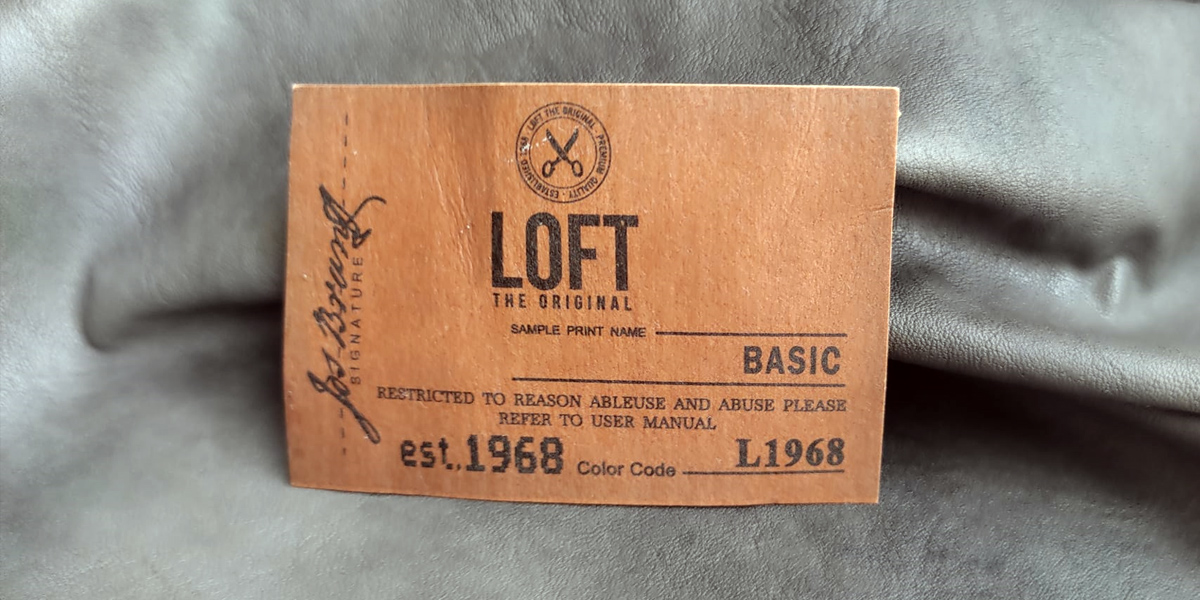 LOFT THE ORIGINAL · PREMIUM QUALITY · ESTABLISHED 1968 ·
LOFT
THE ORIGINAL
SAMPLE PRINT NAME
BASIC
RESTRICTED TO REASON ABLEUSE AND ABUSE PLEASE
REFER TO USER MANUAL
est.,1968 Color Code L1968
SIGNATURE